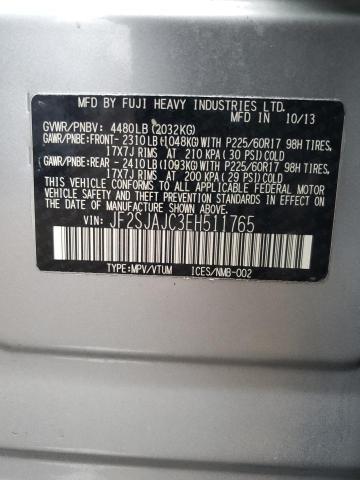 MFD BY FUJI HEAVY INDUSTRIES LTD.
MADE IN JAPAN 10/13
GVWR/PNBV: 4480LB(2032KG)
GAWR/PNBE:FRONT-2310LB(1048KG)WITH P225/60R17 98H TIRES,
17X7J RIMS AT 210 KPA(30 PSI)COLD
GAWR/PNBE:REAR -2410LB(1093KG)WITH P225/60R17 98H TIRES,
17X7J RIMS AT 200 KPA(29 PSI)COLD
THIS VEHICLE CONFORMS TO ALL APPLICABLE FEDERAL MOTOR
VEHICLE SAFETY AND THEFT PREVENTION STANDARDS
IN EFFECT ON THE DATE OF MANUFACTURE SHOWN ABOVE.
VIN: JF2SJAJC3EH511765
TYPE:MPV/VTUM ICES/NMB-002